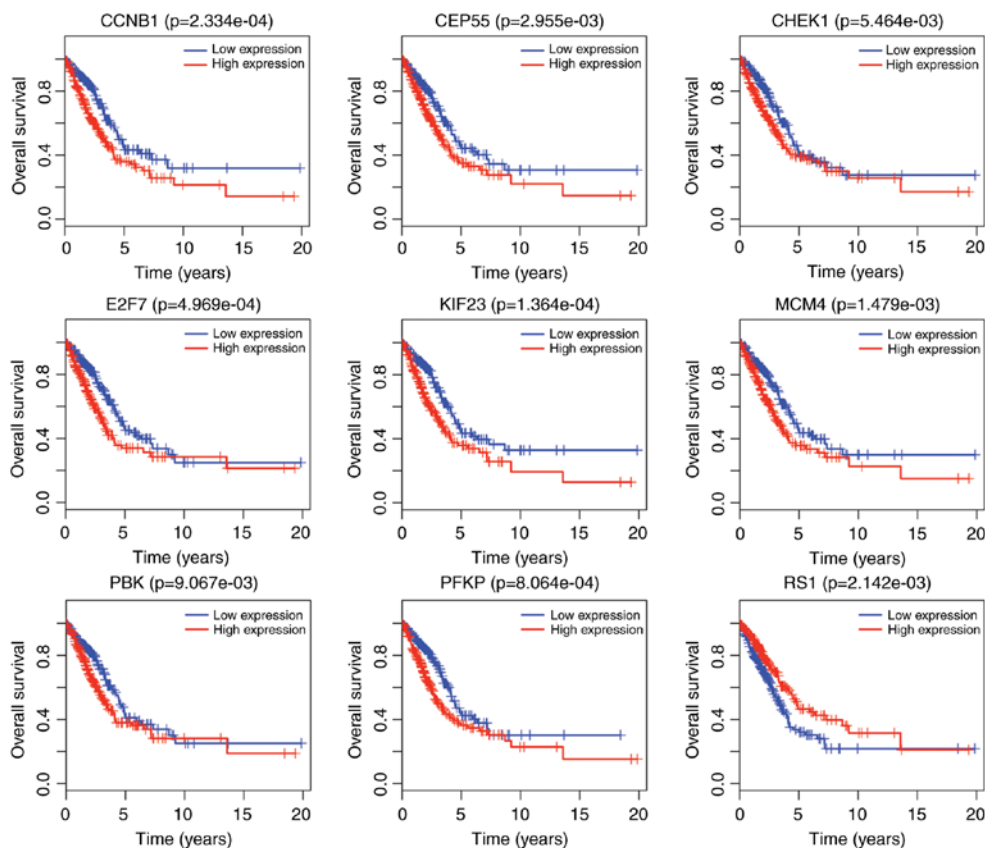 CCNB1 (p=2.334e-04)
Low expression
High expression
Overall survival
0.8
0.4
0.0
0 5 10 15 20
Time (years)
CEP55 (p=2.955e-03)
Low expression
High expression
Overall survival
0.8
0.4
0.0
0 5 10 15 20
Time (years)
CHEK1 (p=5.464e-03)
Low expression
High expression
Overall survival
0.8
0.4
0.0
0 5 10 15 20
Time (years)
E2F7 (p=4.969e-04)
Low expression
High expression
Overall survival
0.8
0.4
0.0
0 5 10 15 20
Time (years)
KIF23 (p=1.364e-04)
Low expression
High expression
Overall survival
0.8
0.4
0.0
0 5 10 15 20
Time (years)
MCM4 (p=1.479e-03)
Low expression
High expression
Overall survival
0.8
0.4
0.0
0 5 10 15 20
Time (years)
PBK (p=9.067e-03)
Low expression
High expression
Overall survival
0.8
0.4
0.0
0 5 10 15 20
Time (years)
PFKP (p=8.064e-04)
Low expression
High expression
Overall survival
0.8
0.4
0.0
0 5 10 15 20
Time (years)
RS1 (p=2.142e-03)
Low expression
High expression
Overall survival
0.8
0.4
0.0
0 5 10 15 20
Time (years)